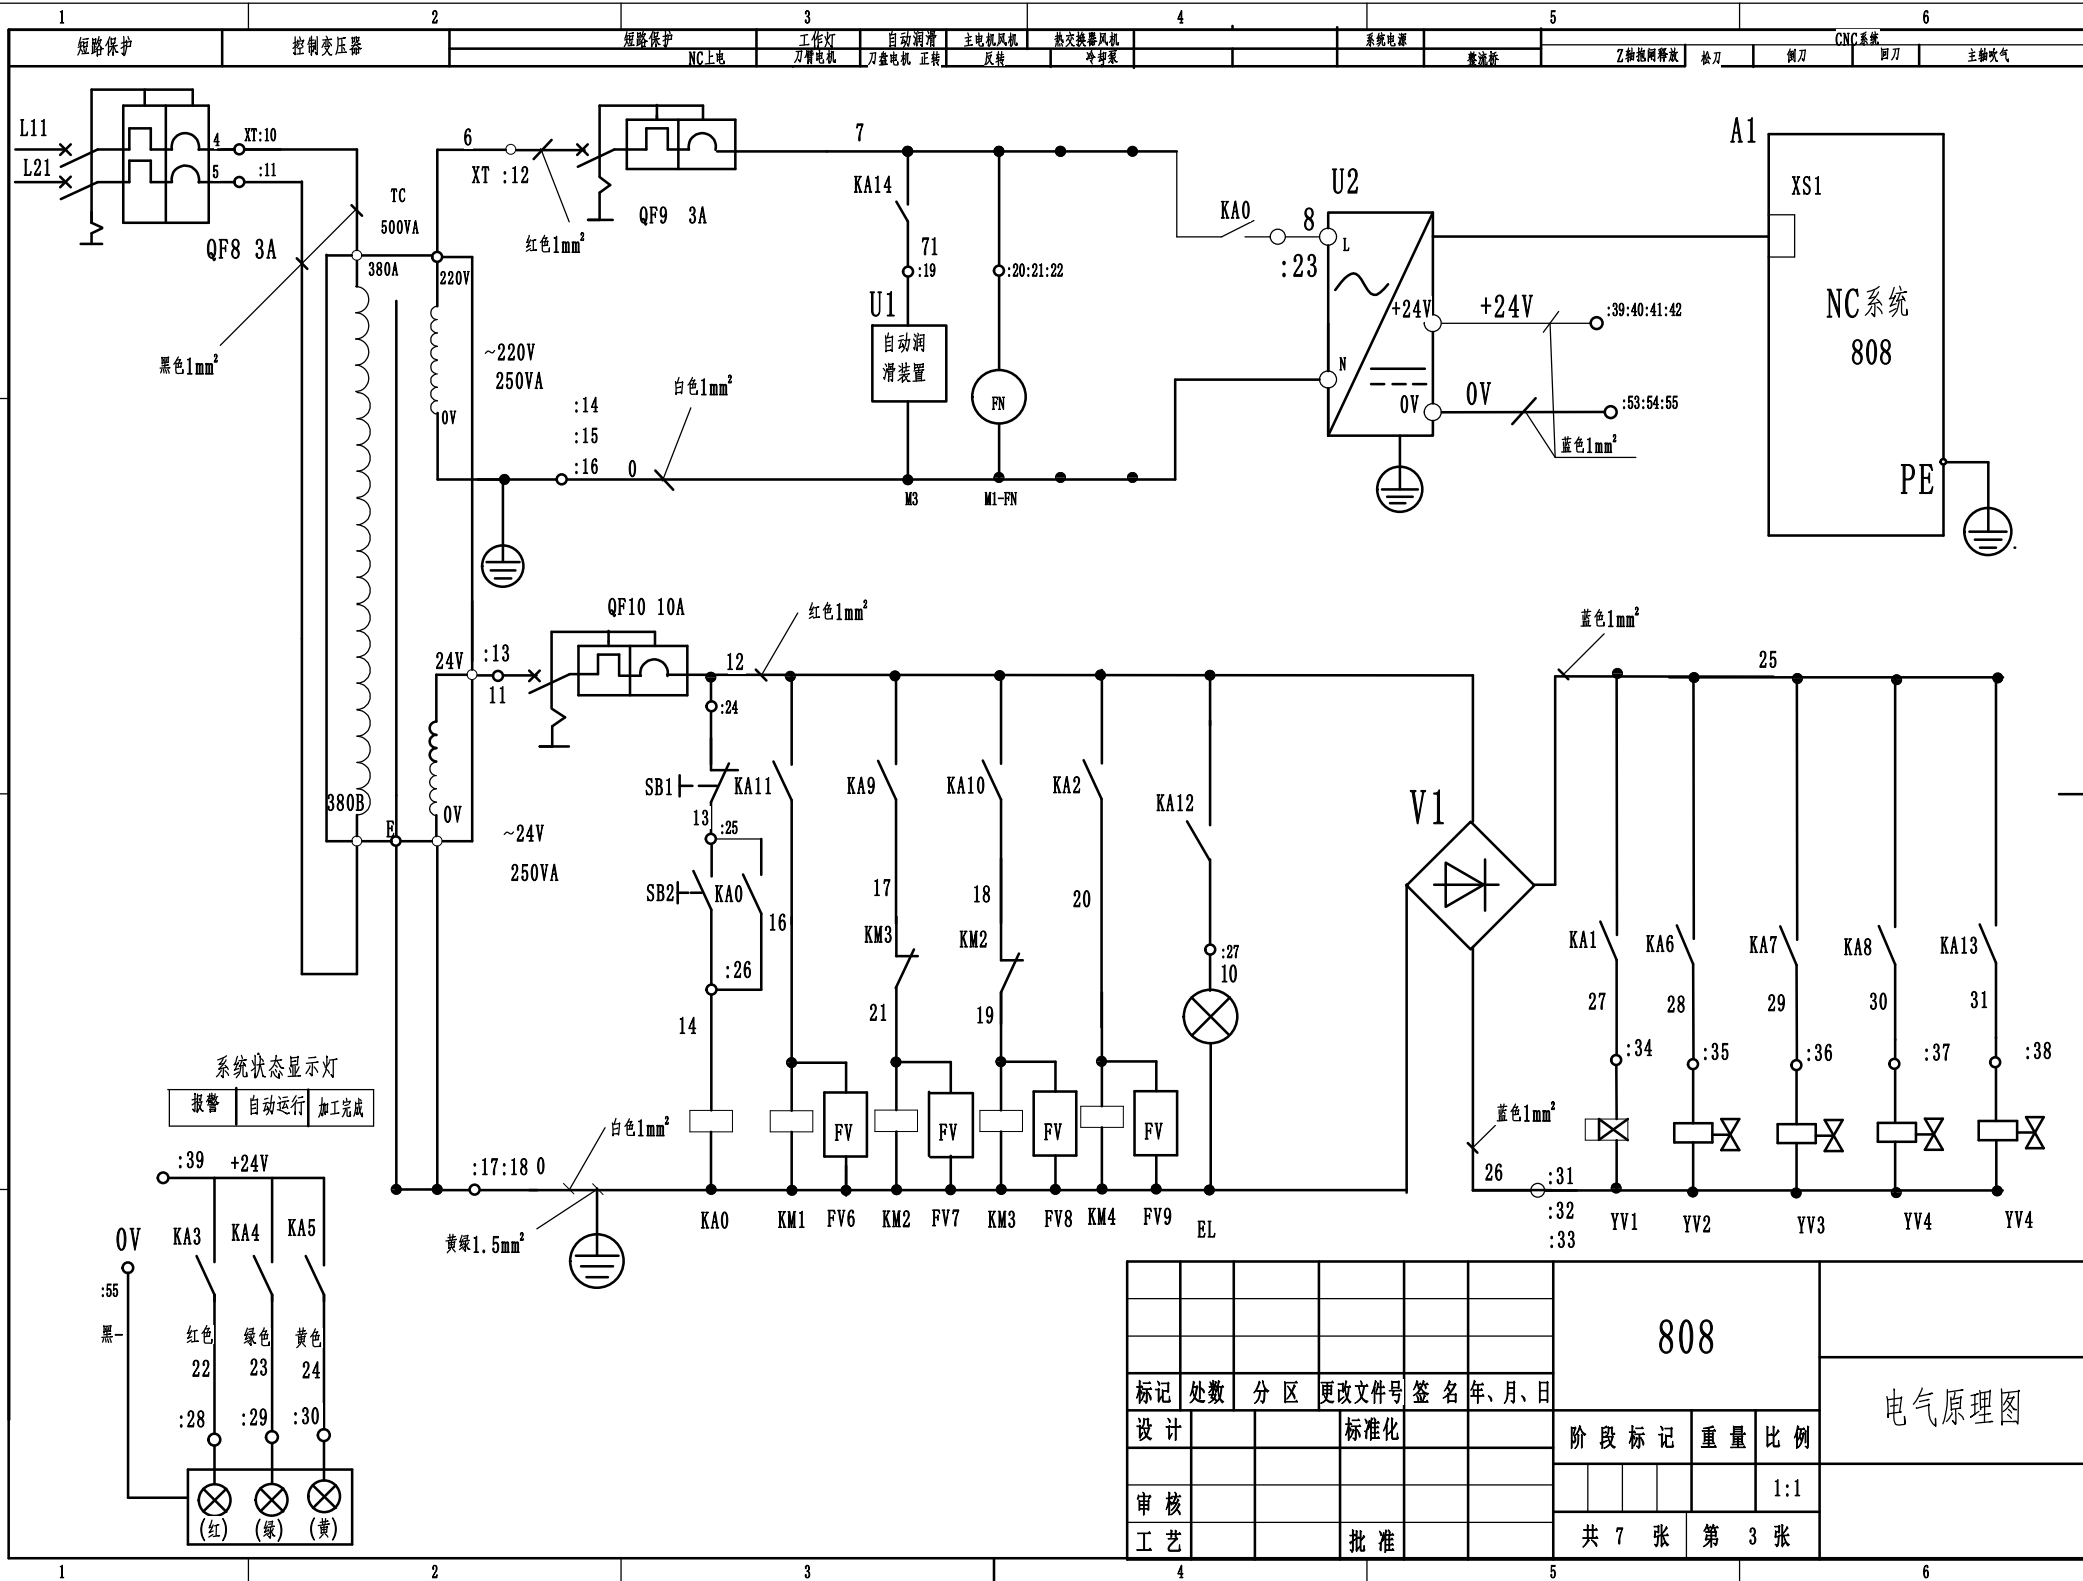 1 2 3 4 5 6
短路保护 控制变压器 短路保护 工作灯 自动润滑 主电机风机 热交换器风机 系统电源 CNC系统
NC上电 刀臂电机 刀盘电机 正转 反转 冷却泵 整流桥 Z轴抱闸释放 松刀 倒刀 回刀 主轴吹气
L11
L21
4
XT:10
5
:11
QF8 3A
TC
500VA
380A
220V
黑色1mm²
6
XT :12
红色1mm²
QF9 3A
7
KA14
71
:19
U1
自动润
滑装置
:20:21:22
FN
~220V
250VA
0V
:14
:15
:16
0
白色1mm²
M3
M1-FN
KA0
8
:23
U2
L
N
+24V
0V
+24V
:39:40:41:42
0V
:53:54:55
蓝色1mm²
A1
XS1
NC系统
808
PE
24V
:13
11
QF10 10A
12
红色1mm²
380B
E
0V
~24V
250VA
:24
SB1
13
:25
SB2
KA0
16
:26
14
KA11
KA9
17
KM3
21
KA10
18
KM2
19
KA2
20
KA12
:27
10
FV
FV
FV
FV
V1
蓝色1mm²
25
KA1
KA6
KA7
KA8
KA13
27
28
29
30
31
:34
:35
:36
:37
:38
蓝色1mm²
26
:31
:32
:33
YV1
YV2
YV3
YV4
YV4
:17:18 0
白色1mm²
黄绿1.5mm²
KA0
KM1
FV6
KM2
FV7
KM3
FV8
KM4
FV9
EL
系统状态显示灯
报警 自动运行 加工完成
:39
+24V
0V
:55
黑一
KA3
KA4
KA5
红色
绿色
黄色
22
23
24
:28
:29
:30
(红)
(绿)
(黄)
标记 处数 分 区 更改文件号 签 名 年、月、日
设 计 标准化
审 核
工 艺 批 准
808
阶 段 标 记 重 量 比 例
1:1
共 7 张 第 3 张
电气原理图
1 2 3 4 5 6